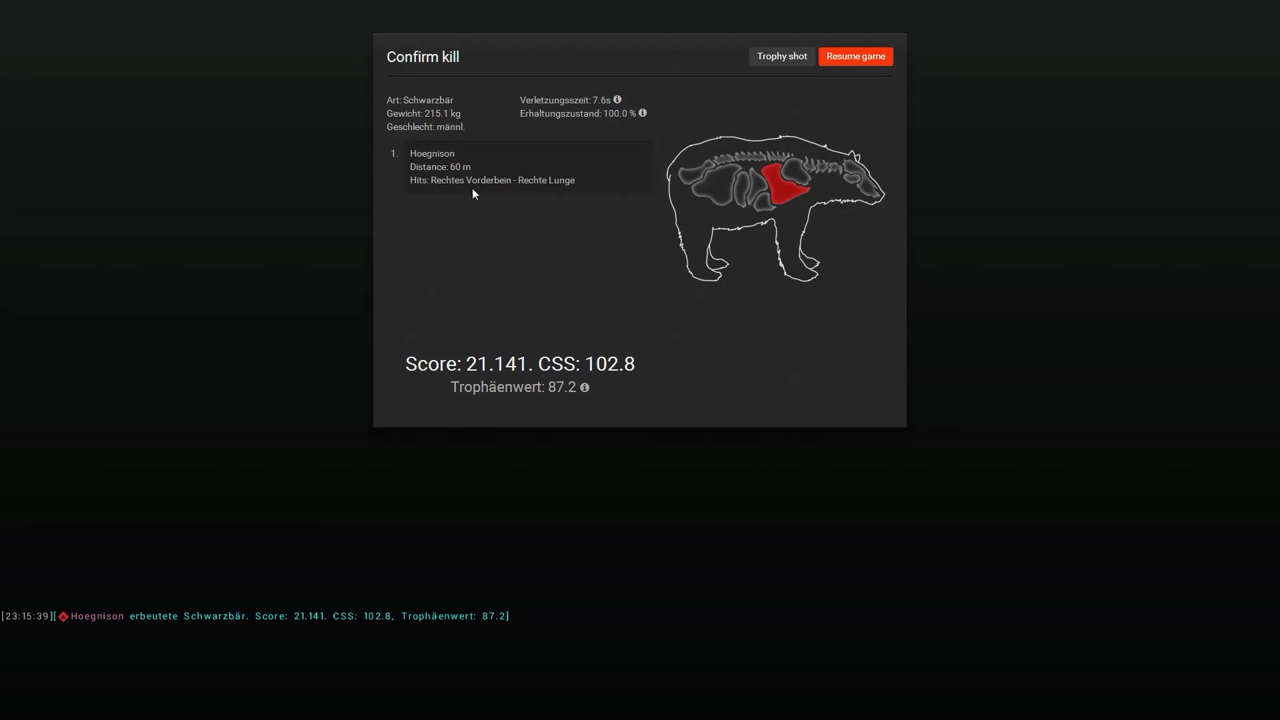 Confirm kill
Trophy shot
Resume game
Art: Schwarzbär
Verletzungsszeit: 7.6s
Gewicht: 215.1 kg
Erhaltungszustand: 100.0 %
Geschlecht: männl.
1. Hoegnison
Distance: 60 m
Hits: Rechtes Vorderbein - Rechte Lunge
Score: 21.141. CSS: 102.8
Trophäenwert: 87.2
[23:15:39][Hoegnison erbeutete Schwarzbär. Score: 21.141. CSS: 102.8, Trophäenwert: 87.2]